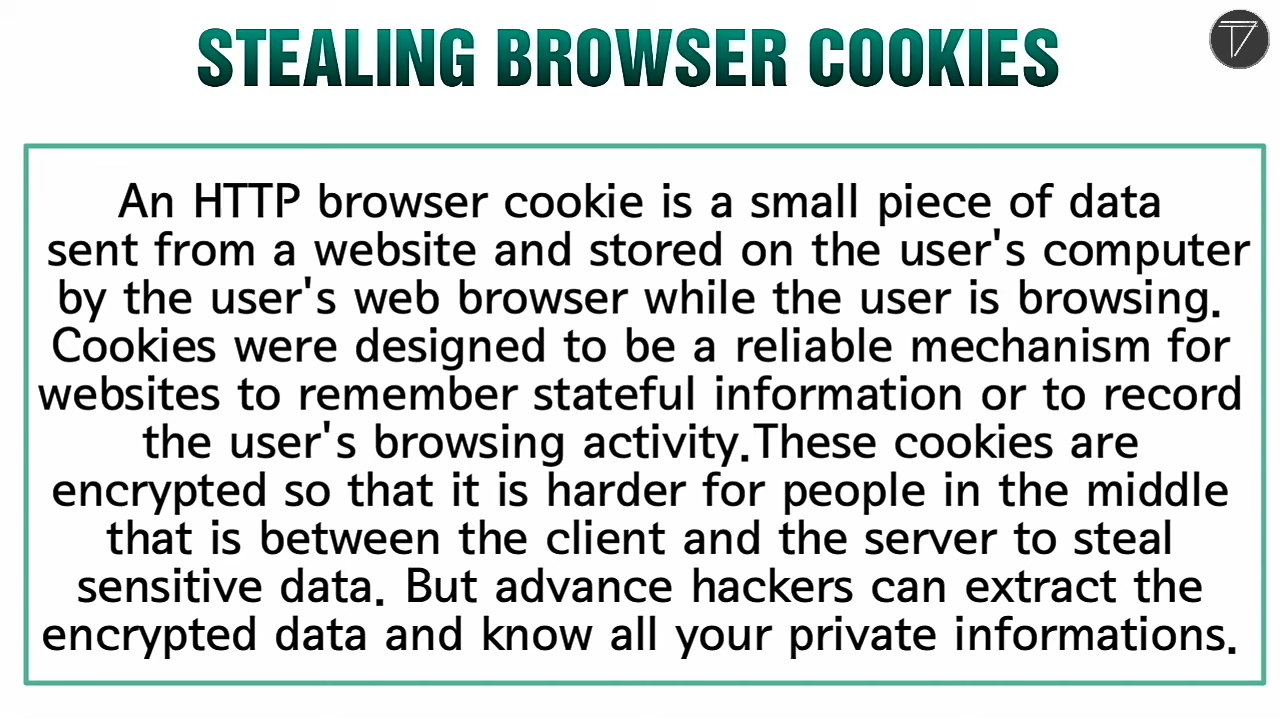 STEALING BROWSER COOKIES
An HTTP browser cookie is a small piece of data
sent from a website and stored on the user's computer
by the user's web browser while the user is browsing.
Cookies were designed to be a reliable mechanism for
websites to remember stateful information or to record
the user's browsing activity.These cookies are
encrypted so that it is harder for people in the middle
that is between the client and the server to steal
sensitive data. But advance hackers can extract the
encrypted data and know all your private informations.